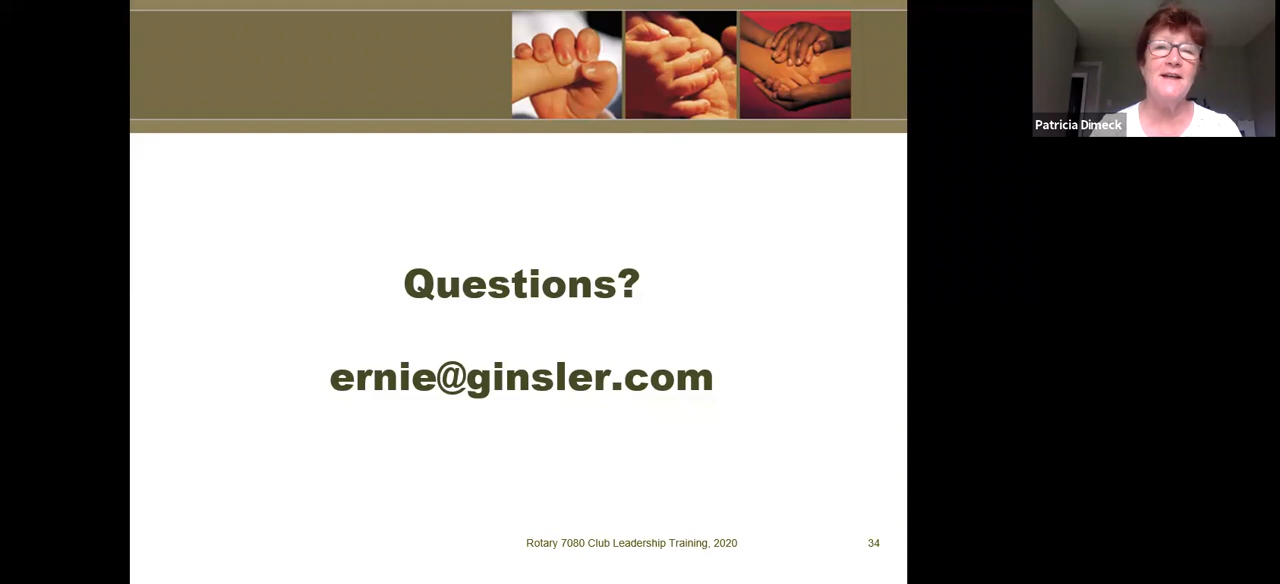 Patricia Dimeck
Questions?
ernie@ginsler.com
Rotary 7080 Club Leadership Training, 2020
34